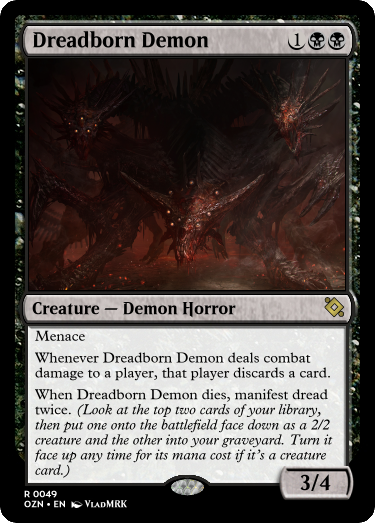 Dreadborn Demon 1
Creature — Demon Horror
Menace
Whenever Dreadborn Demon deals combat
damage to a player, that player discards a card.
When Dreadborn Demon dies, manifest dread
twice. (Look at the top two cards of your library,
then put one onto the battlefield face down as a 2/2
creature and the other into your graveyard. Turn it
face up any time for its mana cost if it's a creature
card.)
3/4
R 0049
OZN • EN VladMRK